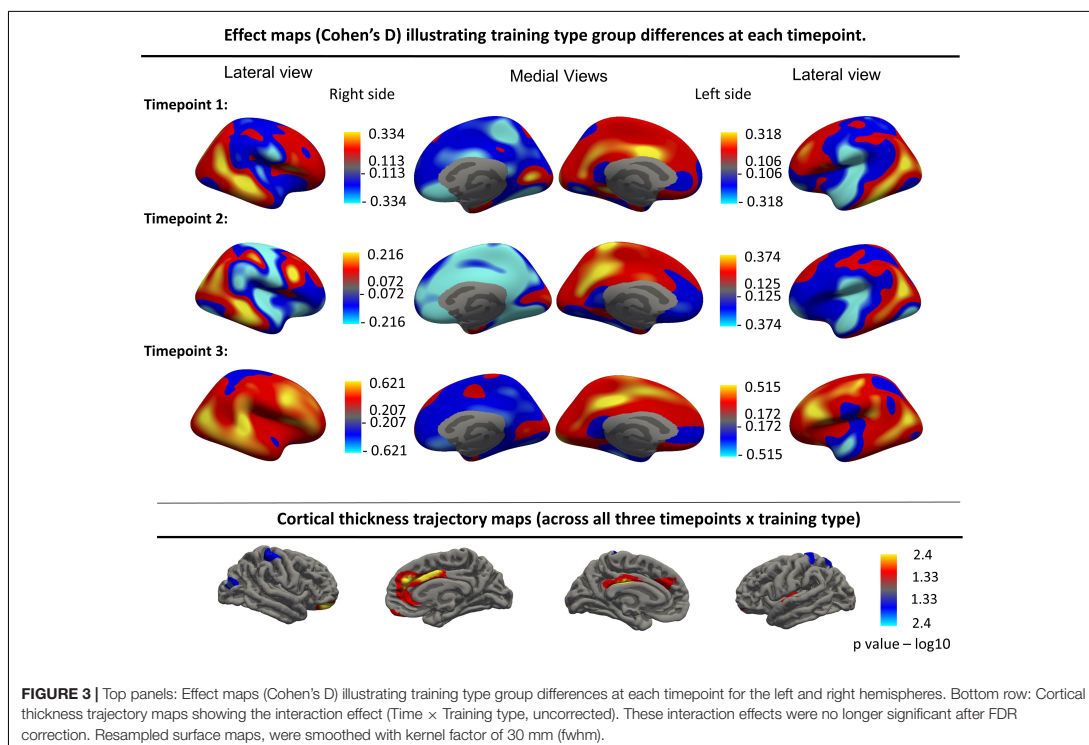 Effect maps (Cohen's D) illustrating training type group differences at each timepoint.
Lateral view
Medial Views
Lateral view
Right side
Left side
Timepoint 1:
0.334
0.113
- 0.113
- 0.334
0.318
0.106
- 0.106
- 0.318
Timepoint 2:
0.216
0.072
- 0.072
- 0.216
0.374
0.125
- 0.125
- 0.374
Timepoint 3:
0.621
0.207
- 0.207
- 0.621
0.515
0.172
- 0.172
- 0.515
Cortical thickness trajectory maps (across all three timepoints x training type)
2.4
1.33
1.33
2.4
p value – log10
FIGURE 3 | Top panels: Effect maps (Cohen's D) illustrating training type group differences at each timepoint for the left and right hemispheres. Bottom row: Cortical
thickness trajectory maps showing the interaction effect (Time × Training type, uncorrected). These interaction effects were no longer significant after FDR
correction. Resampled surface maps, were smoothed with kernel factor of 30 mm (fwhm).